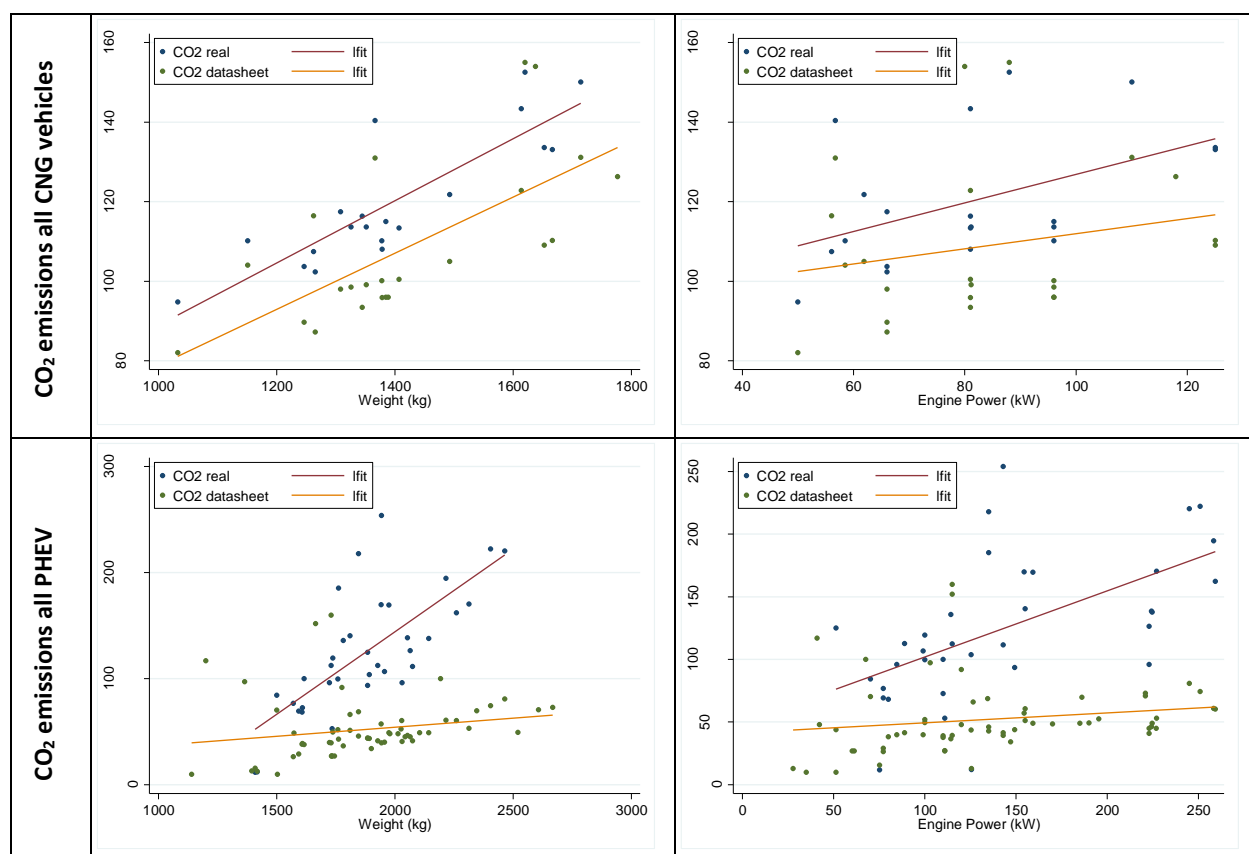 CO₂ emissions all CNG vehicles
160
140
120
100
80
CO2 real lfit
CO2 datasheet lfit
1000 1200 1400 1600 1800
Weight (kg)
160
140
120
100
80
CO2 real lfit
CO2 datasheet lfit
40 60 80 100 120
Engine Power (kW)
CO₂ emissions all PHEV
300
200
100
0
CO2 real lfit
CO2 datasheet lfit
1000 1500 2000 2500 3000
Weight (kg)
250
200
150
100
50
0
CO2 real lfit
CO2 datasheet lfit
0 50 100 150 200 250
Engine Power (kW)